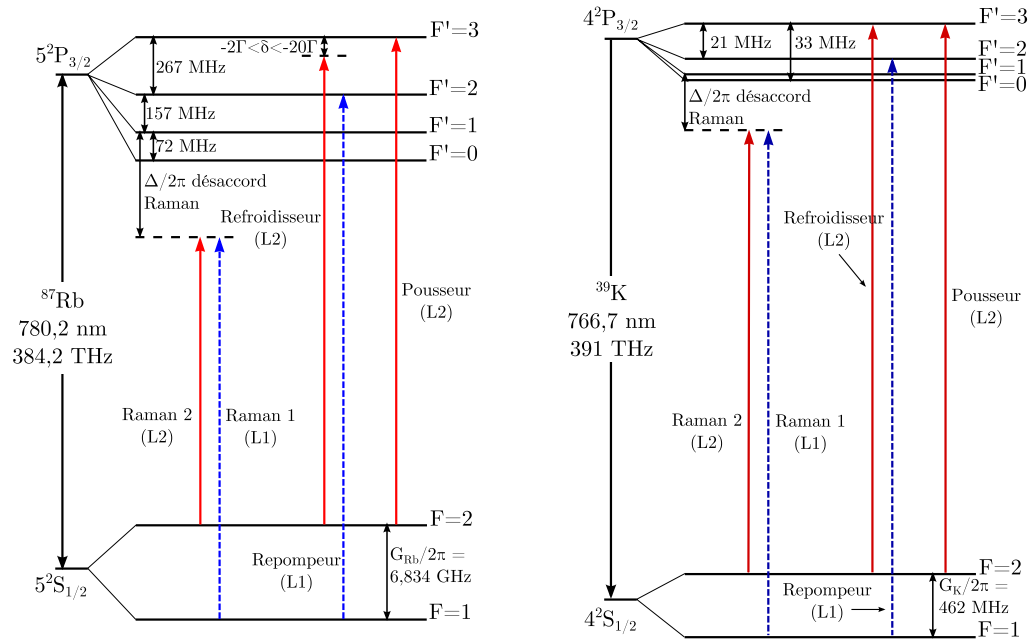 5²P₃/₂
F'=3
-2Γ<δ<-20Γ
267 MHz
F'=2
157 MHz
F'=1
72 MHz
F'=0
Δ/2π désaccord
Raman
Refroidisseur
(L2)
⁸⁷Rb
780,2 nm
384,2 THz
Pousseur
(L2)
Raman 2
(L2)
Raman 1
(L1)
F=2
Repompeur
(L1)
G_Rb/2π =
6,834 GHz
5²S₁/₂
F=1
4²P₃/₂
F'=3
21 MHz
33 MHz
F'=2
F'=1
F'=0
Δ/2π désaccord
Raman
Refroidisseur
(L2)
³⁹K
766,7 nm
391 THz
Pousseur
(L2)
Raman 2
(L2)
Raman 1
(L1)
F=2
Repompeur
(L1)
G_K/2π =
462 MHz
4²S₁/₂
F=1